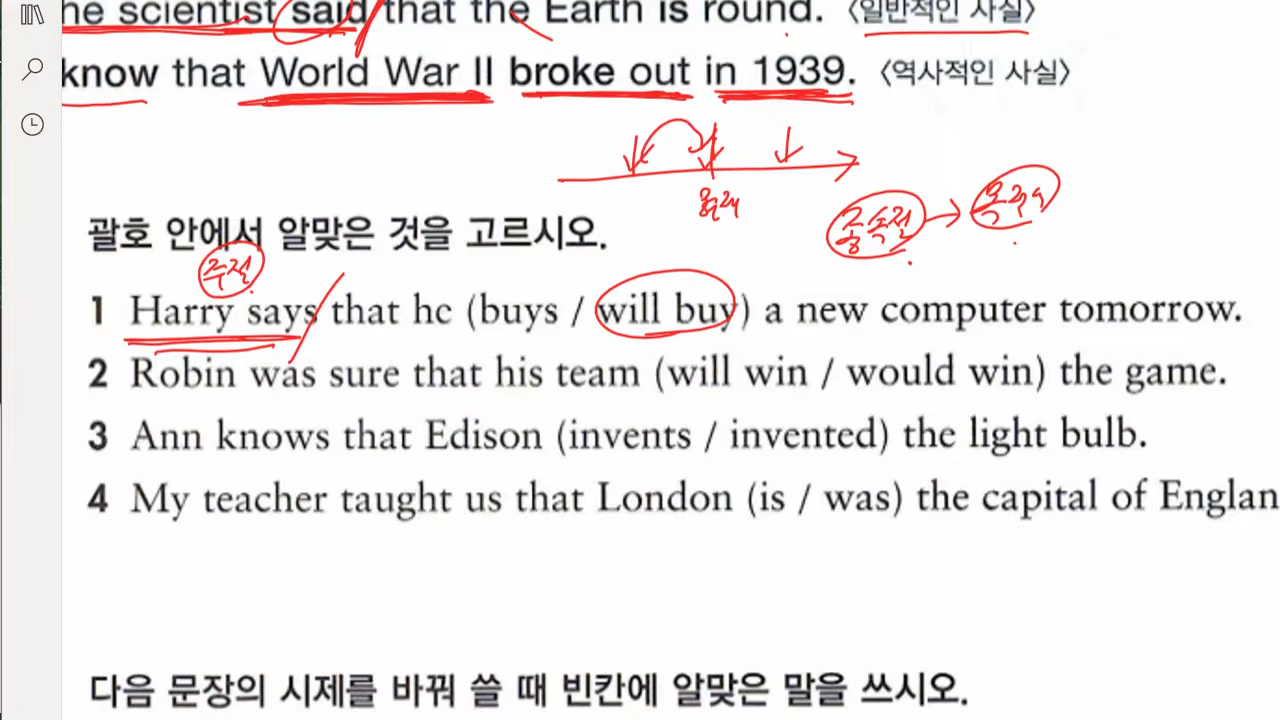 he scientist said that the Earth is round. 〈일반적인 사실〉
know that World War II broke out in 1939. 〈역사적인 사실〉
현재
종속절 → 목적어
괄호 안에서 알맞은 것을 고르시오.
주절
1 Harry says that he (buys / will buy) a new computer tomorrow.
2 Robin was sure that his team (will win / would win) the game.
3 Ann knows that Edison (invents / invented) the light bulb.
4 My teacher taught us that London (is / was) the capital of Englan
다음 문장의 시제를 바꿔 쓸 때 빈칸에 알맞은 말을 쓰시오.